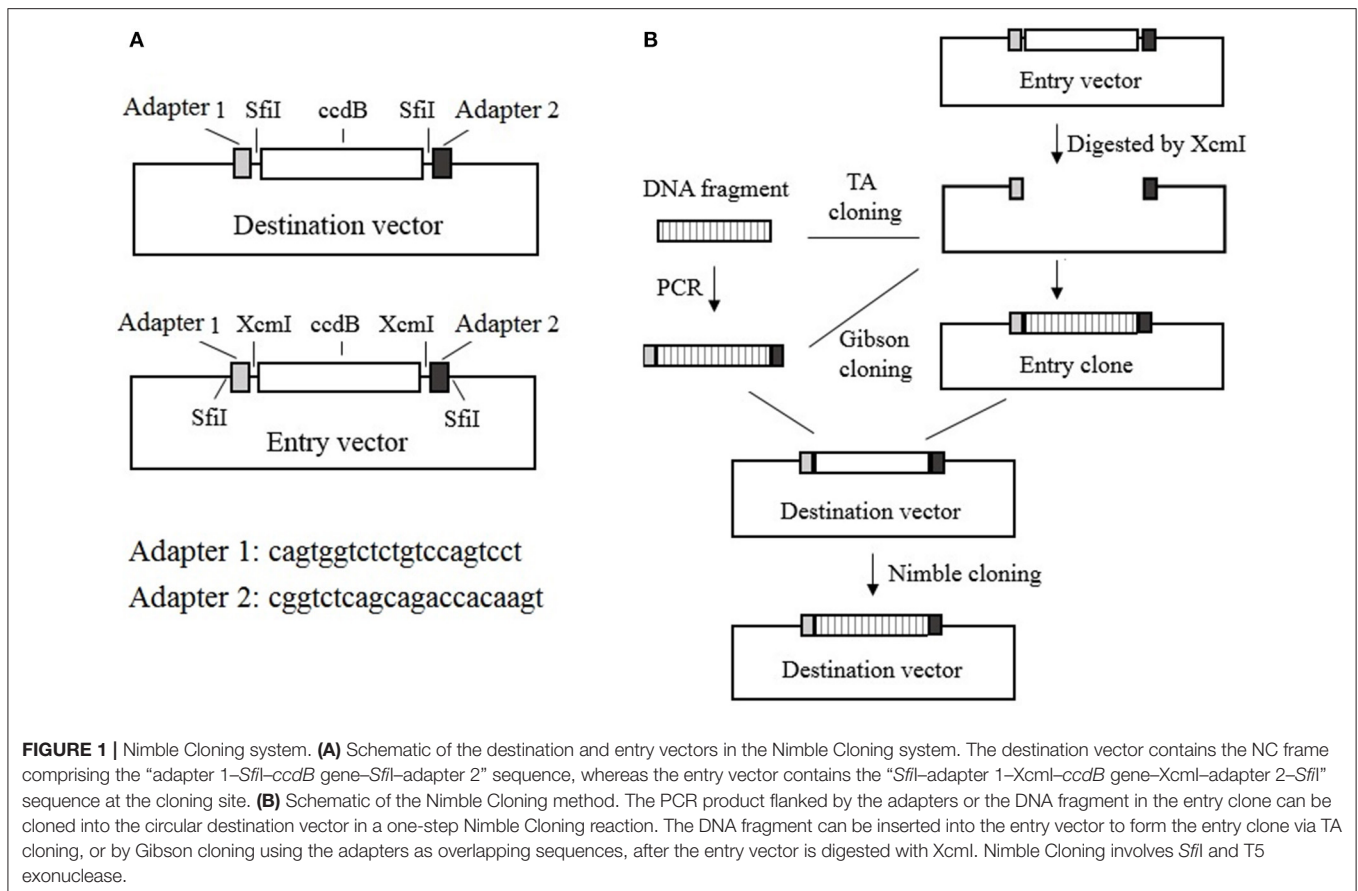 A
Adapter 1 SfiI ccdB SfiI Adapter 2
Destination vector
Adapter 1 XcmI ccdB XcmI Adapter 2
SfiI SfiI
Entry vector
Adapter 1: cagtggtctctgtccagtcct
Adapter 2: cggtctcagcagaccacaagt
B
Entry vector
Digested by XcmI
DNA fragment
TA
cloning
PCR
Gibson
cloning
Entry clone
Destination vector
Nimble cloning
Destination vector
FIGURE 1 | Nimble Cloning system. (A) Schematic of the destination and entry vectors in the Nimble Cloning system. The destination vector contains the NC frame
comprising the “adapter 1–SfiI–ccdB gene–SfiI–adapter 2” sequence, whereas the entry vector contains the “SfiI–adapter 1–XcmI–ccdB gene–XcmI–adapter 2–SfiI”
sequence at the cloning site. (B) Schematic of the Nimble Cloning method. The PCR product flanked by the adapters or the DNA fragment in the entry clone can be
cloned into the circular destination vector in a one-step Nimble Cloning reaction. The DNA fragment can be inserted into the entry vector to form the entry clone via TA
cloning, or by Gibson cloning using the adapters as overlapping sequences, after the entry vector is digested with XcmI. Nimble Cloning involves SfiI and T5
exonuclease.